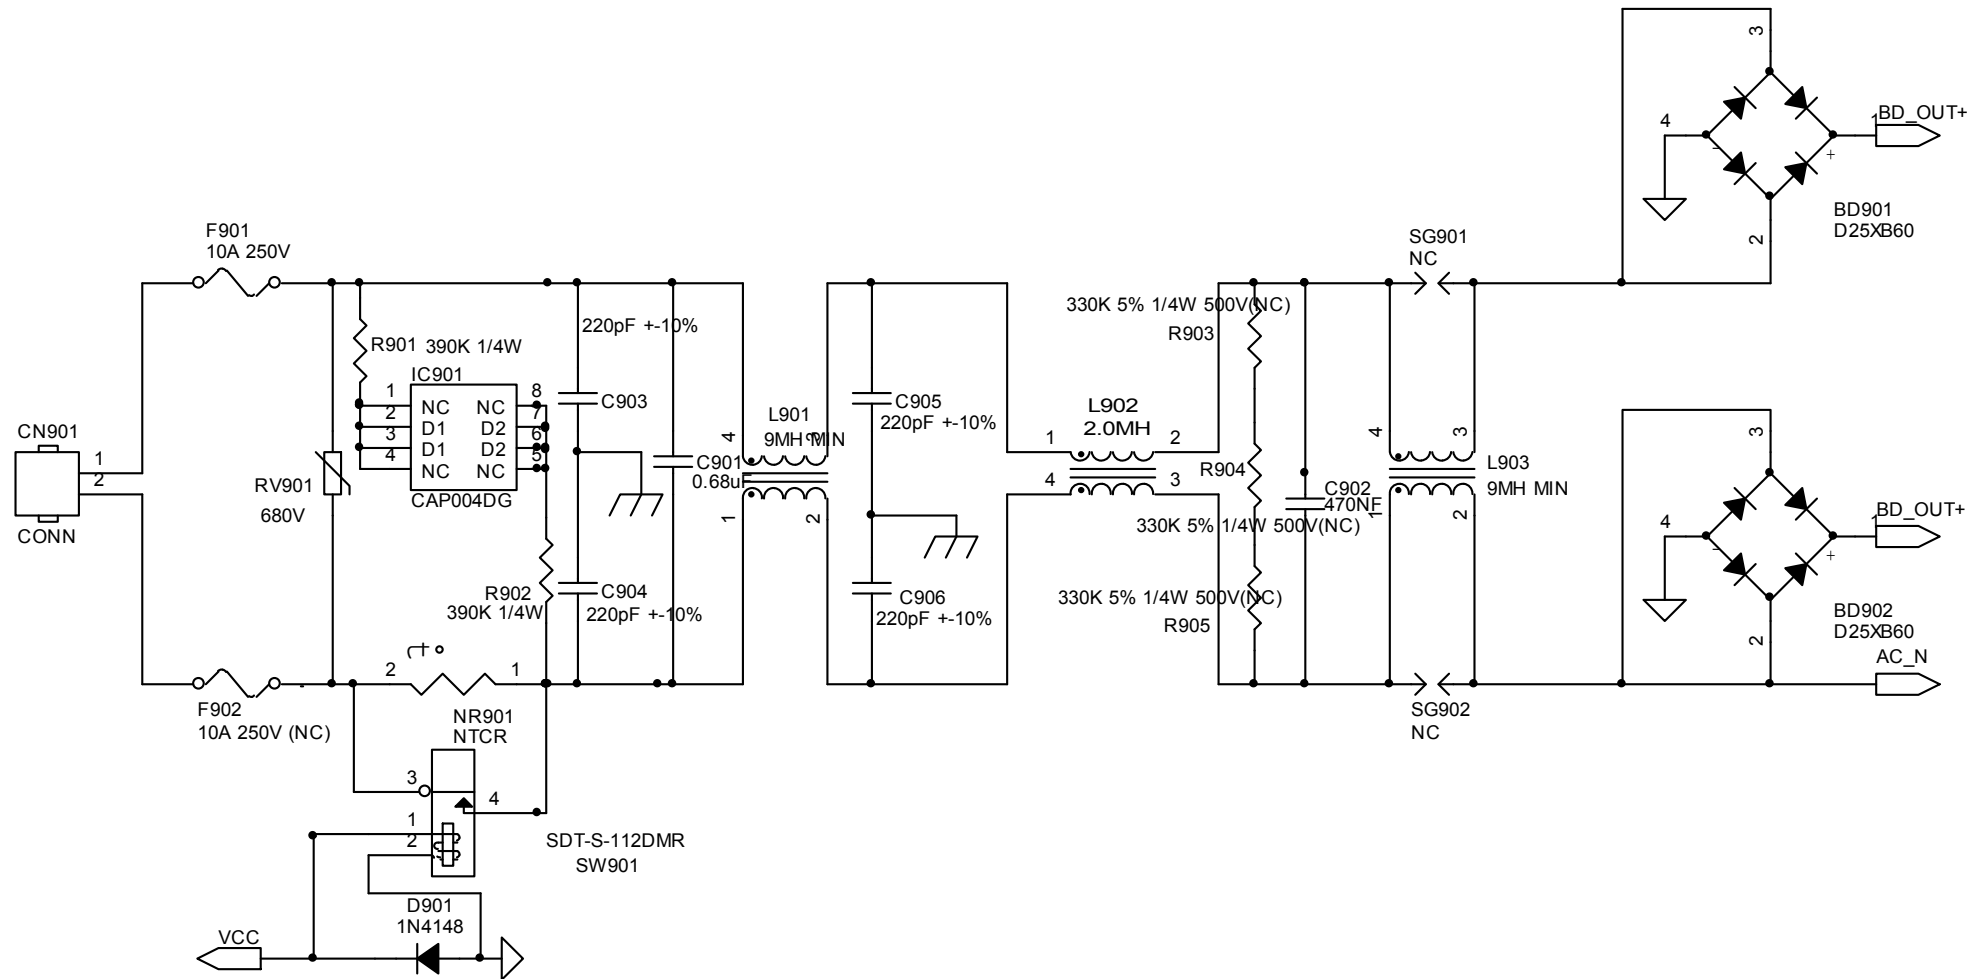 3
4
1
BD_OUT+
-
+
2
BD901
D25XB60
F901
10A 250V
SG901
NC
220pF +-10%
330K 5% 1/4W 500V(NC)
R903
R901
390K 1/4W
IC901
1
2
3
4
NC
D1
D1
NC
NC
D2
D2
NC
8
7
6
5
CAP004DG
C903
C901
0.68uF
L901
9MH MIN
4
3
1
2
C905
220pF +-10%
L902
2.0MH
1
2
4
3
R904
330K 5% 1/4W 500V(NC)
C902
470NF
4
3
1
2
L903
9MH MIN
CN901
1
2
CONN
RV901
680V
R902
390K 1/4W
C904
220pF +-10%
C906
220pF +-10%
330K 5% 1/4W 500V(NC)
R905
3
4
1
BD_OUT+
-
+
2
BD902
D25XB60
AC_N
F902
10A 250V (NC)
t°
2
1
NR901
NTCR
SG902
NC
3
4
1
2
SDT-S-112DMR
SW901
D901
1N4148
VCC